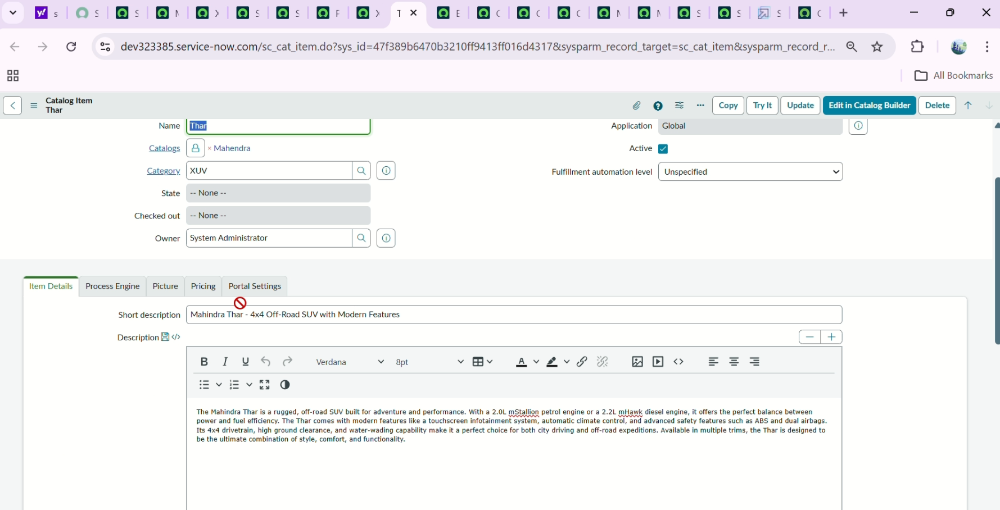 dev323385.service-now.com/sc_cat_item.do?sys_id=47f389b6470b3210ff9413ff016d4317&sysparm_record_target=sc_cat_item&sysparm_record_r...
All Bookmarks
Catalog Item
Thar
Copy Try It Update Edit in Catalog Builder Delete
Name Thar Application Global
Catalogs × Mahendra Active
Category XUV Fulfillment automation level Unspecified
State -- None --
Checked out -- None --
Owner System Administrator
Item Details Process Engine Picture Pricing Portal Settings
Short description Mahindra Thar - 4x4 Off-Road SUV with Modern Features
Description
B I U Verdana 8pt A
The Mahindra Thar is a rugged, off-road SUV built for adventure and performance. With a 2.0L mStallion petrol engine or a 2.2L mHawk diesel engine, it offers the perfect balance between
power and fuel efficiency. The Thar comes with modern features like a touchscreen infotainment system, automatic climate control, and advanced safety features such as ABS and dual airbags.
Its 4x4 drivetrain, high ground clearance, and water-wading capability make it a perfect choice for both city driving and off-road expeditions. Available in multiple trims, the Thar is designed to
be the ultimate combination of style, comfort, and functionality.